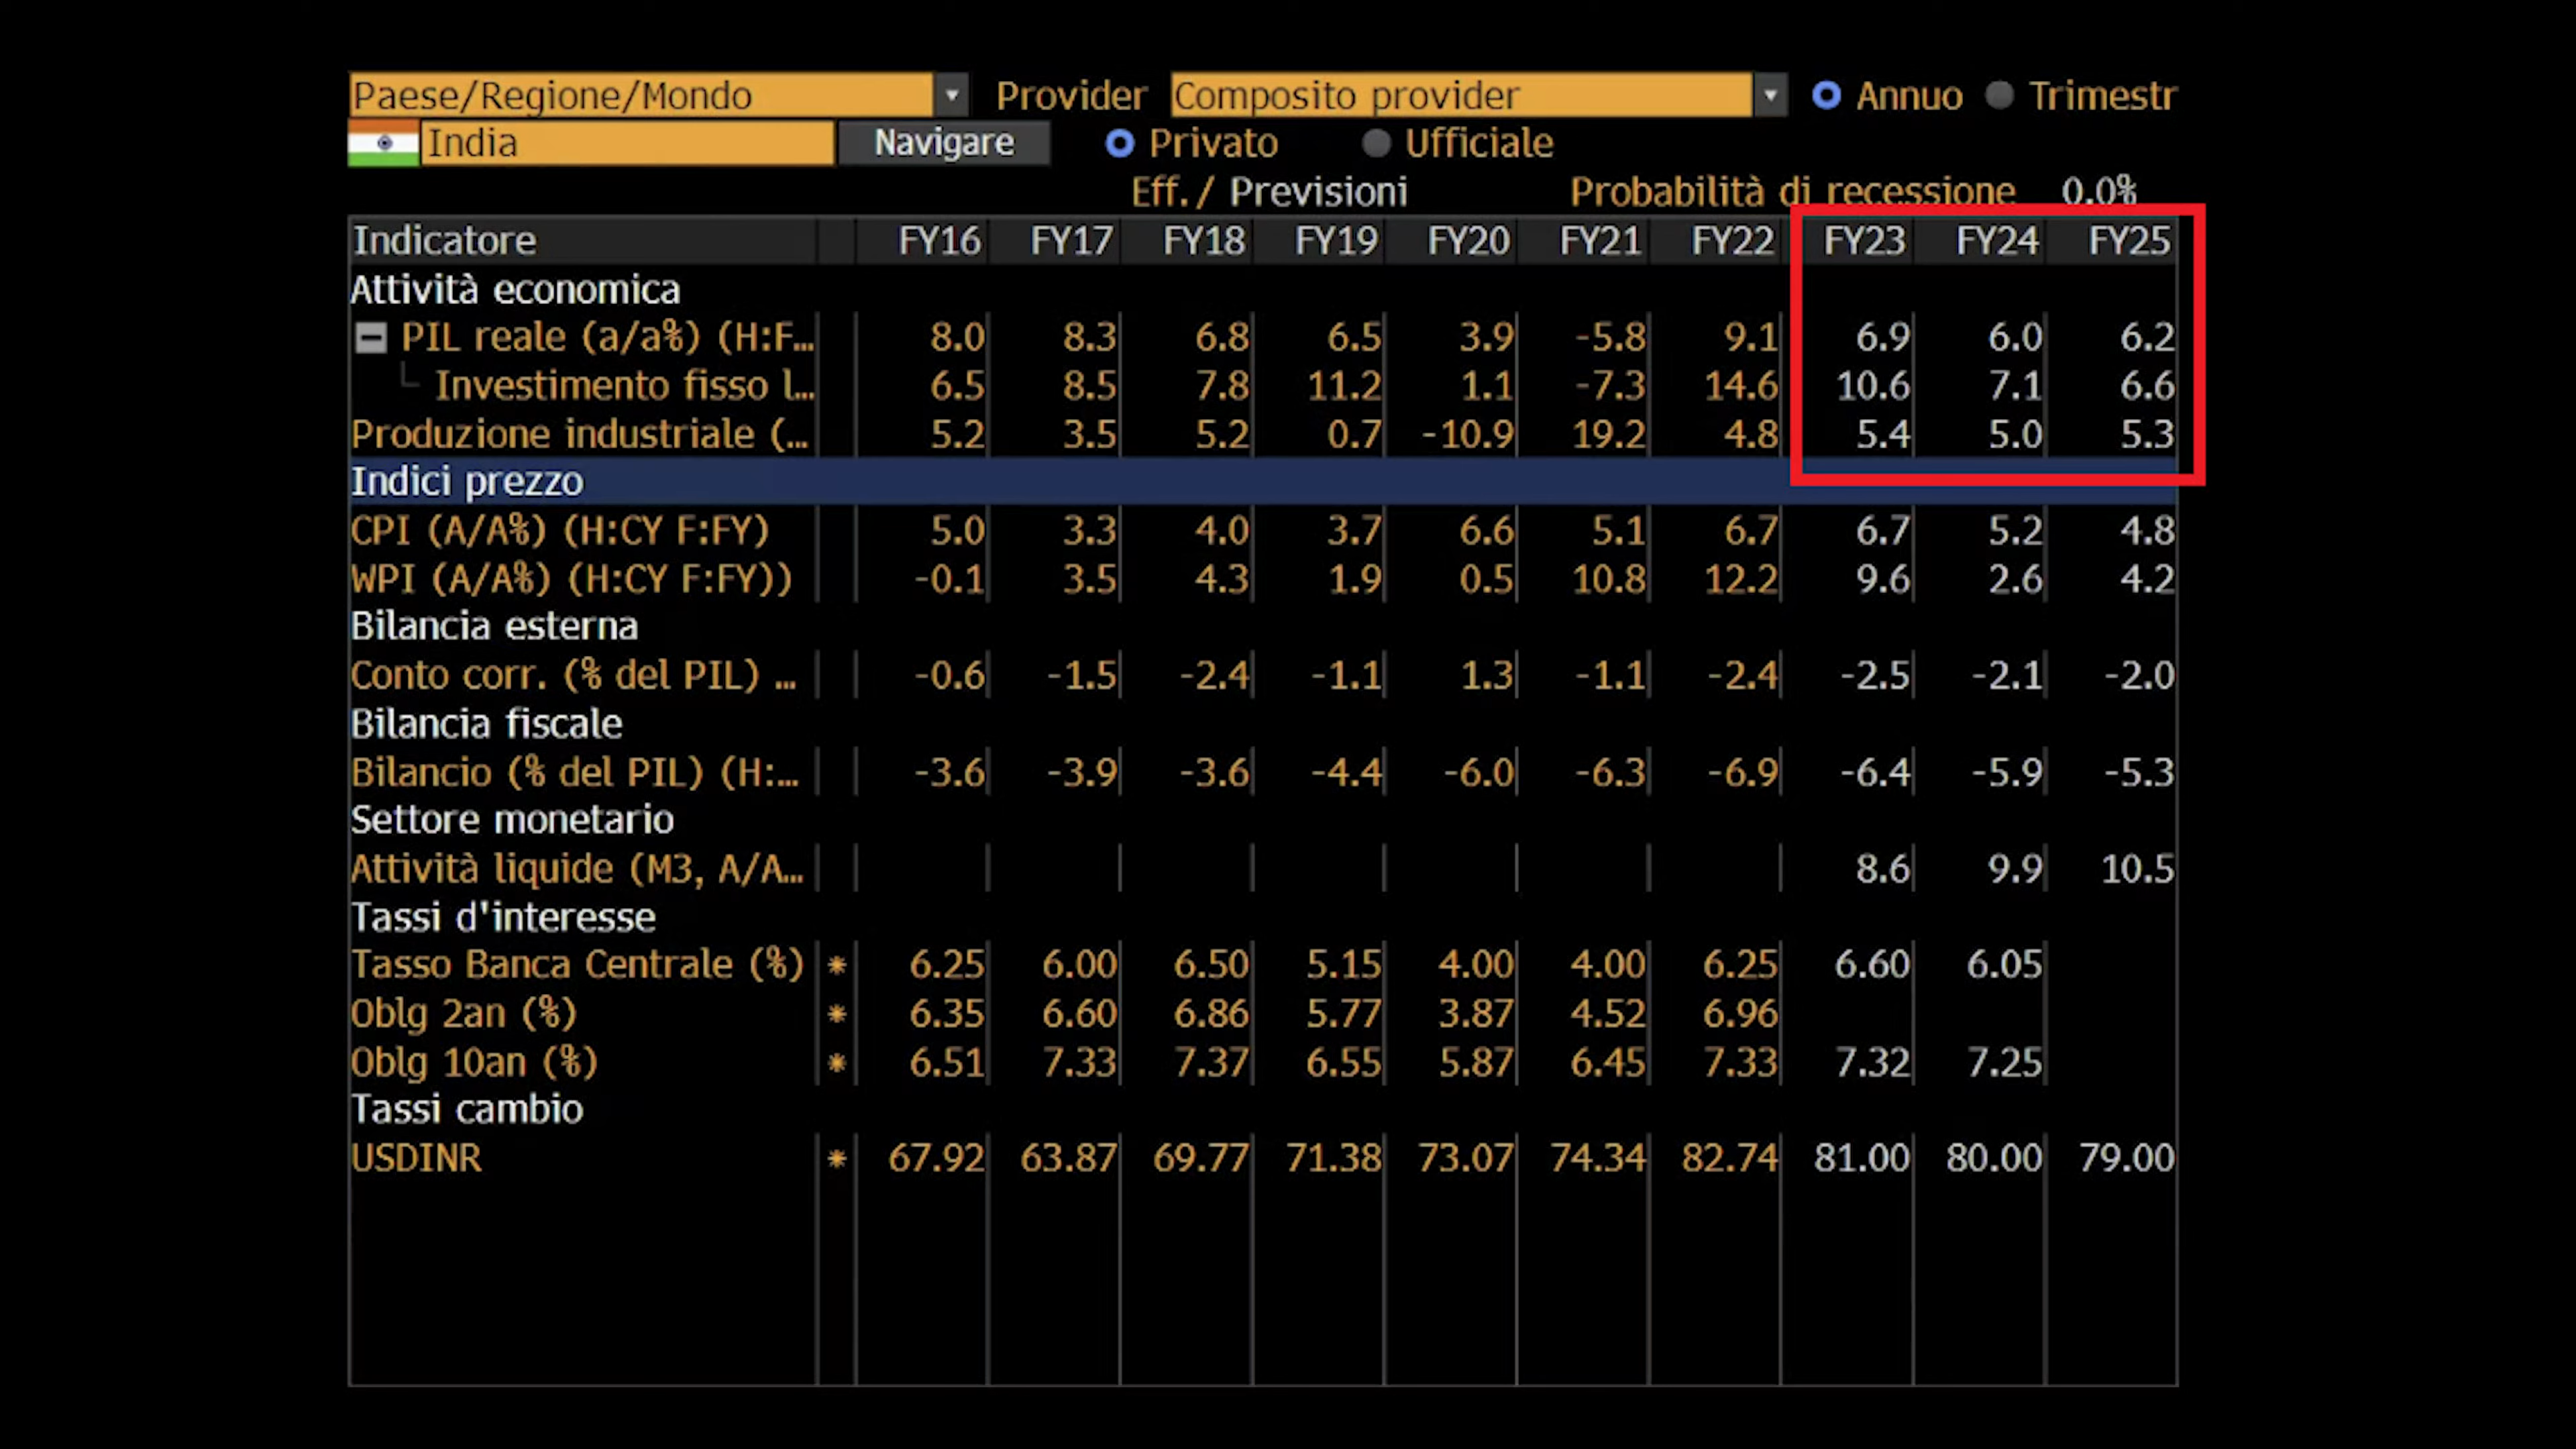 Paese/Regione/Mondo Provider Composito provider Annuo Trimestr
India Navigare Privato Ufficiale
Eff./ Previsioni Probabilità di recessione 0.0%
Indicatore FY16 FY17 FY18 FY19 FY20 FY21 FY22 FY23 FY24 FY25
Attività economica
PIL reale (a/a%) (H:F... 8.0 8.3 6.8 6.5 3.9 -5.8 9.1 6.9 6.0 6.2
Investimento fisso l... 6.5 8.5 7.8 11.2 1.1 -7.3 14.6 10.6 7.1 6.6
Produzione industriale (... 5.2 3.5 5.2 0.7 -10.9 19.2 4.8 5.4 5.0 5.3
Indici prezzo
CPI (A/A%) (H:CY F:FY) 5.0 3.3 4.0 3.7 6.6 5.1 6.7 6.7 5.2 4.8
WPI (A/A%) (H:CY F:FY)) -0.1 3.5 4.3 1.9 0.5 10.8 12.2 9.6 2.6 4.2
Bilancia esterna
Conto corr. (% del PIL) ... -0.6 -1.5 -2.4 -1.1 1.3 -1.1 -2.4 -2.5 -2.1 -2.0
Bilancia fiscale
Bilancio (% del PIL) (H:... -3.6 -3.9 -3.6 -4.4 -6.0 -6.3 -6.9 -6.4 -5.9 -5.3
Settore monetario
Attività liquide (M3, A/A... 8.6 9.9 10.5
Tassi d'interesse
Tasso Banca Centrale (%) * 6.25 6.00 6.50 5.15 4.00 4.00 6.25 6.60 6.05
Oblg 2an (%) * 6.35 6.60 6.86 5.77 3.87 4.52 6.96
Oblg 10an (%) * 6.51 7.33 7.37 6.55 5.87 6.45 7.33 7.32 7.25
Tassi cambio
USDINR * 67.92 63.87 69.77 71.38 73.07 74.34 82.74 81.00 80.00 79.00